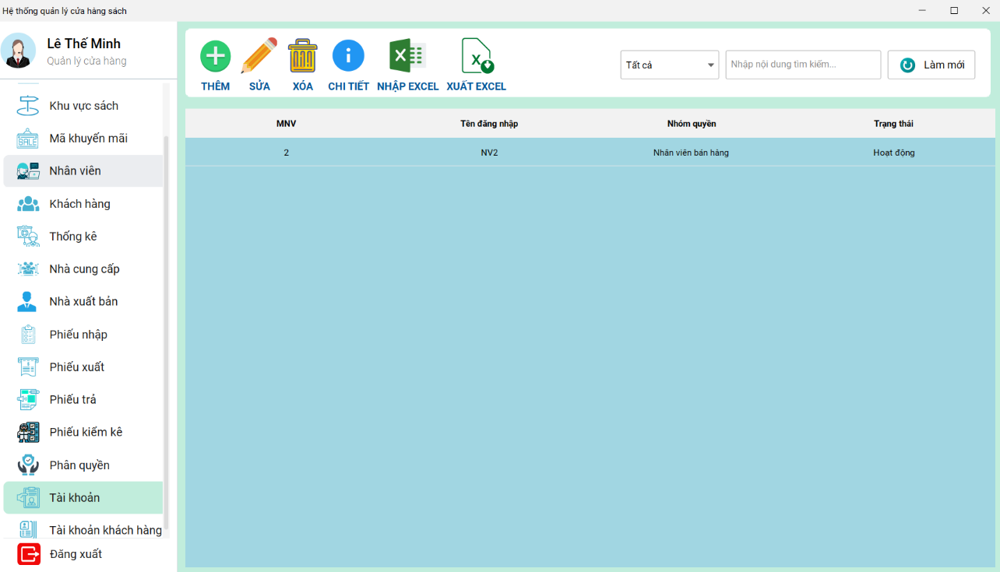 Hệ thống quản lý cửa hàng sách
Lê Thế Minh
Quản lý cửa hàng
Khu vực sách
SALE
Mã khuyến mãi
Nhân viên
Khách hàng
Thống kê
Nhà cung cấp
Nhà xuất bản
Phiếu nhập
Phiếu xuất
Phiếu trả
Phiếu kiểm kê
Phân quyền
Tài khoản
Tài khoản khách hàng
Đăng xuất
THÊM SỬA XÓA CHI TIẾT NHẬP EXCEL XUẤT EXCEL
Tất cả Nhập nội dung tìm kiếm... Làm mới
MNV Tên đăng nhập Nhóm quyền Trạng thái
2 NV2 Nhân viên bán hàng Hoạt động